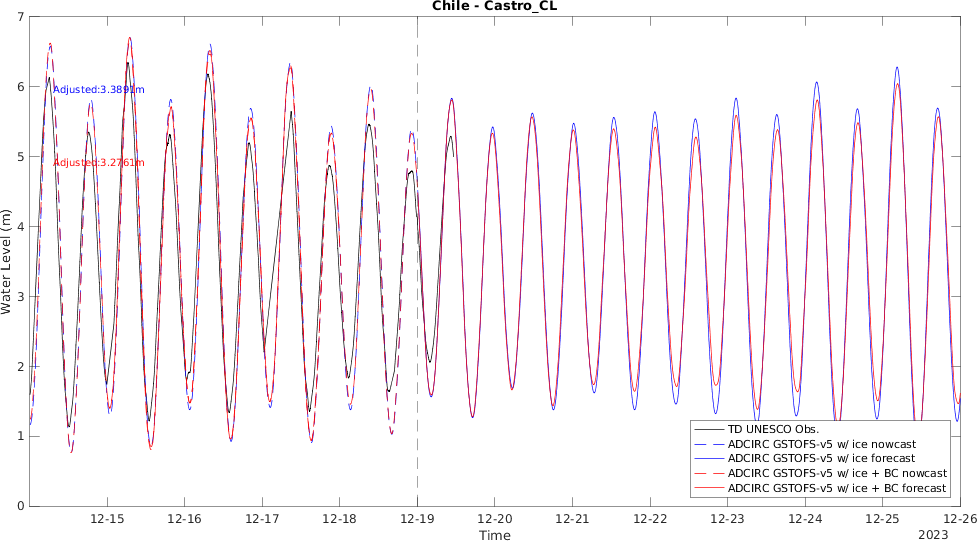 Chile - Castro_CL
7
6
5
4
3
2
1
0
Water Level (m)
Adjusted:3.3891m
Adjusted:3.2761m
TD UNESCO Obs.
ADCIRC GSTOFS-v5 w/ ice nowcast
ADCIRC GSTOFS-v5 w/ ice forecast
ADCIRC GSTOFS-v5 w/ ice + BC nowcast
ADCIRC GSTOFS-v5 w/ ice + BC forecast
12-15 12-16 12-17 12-18 12-19 12-20 12-21 12-22 12-23 12-24 12-25 12-26
Time
2023